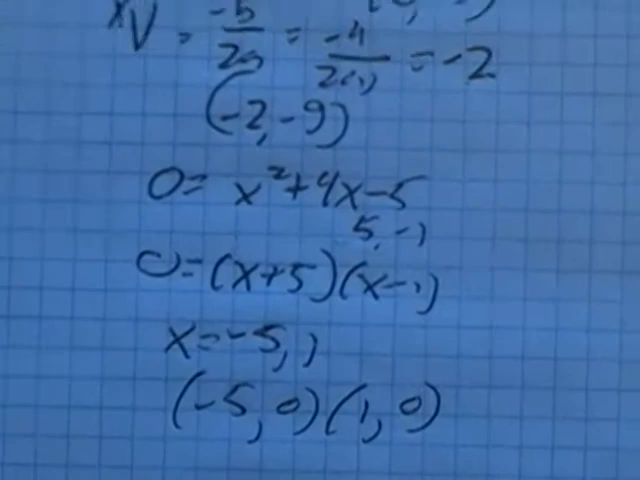 xv = -b/2a = -4/2(1) = -2
(-2, -9)
0 = x²+4x-5
5, -1
0 = (x+5)(x-1)
x = -5, 1
(-5, 0) (1, 0)